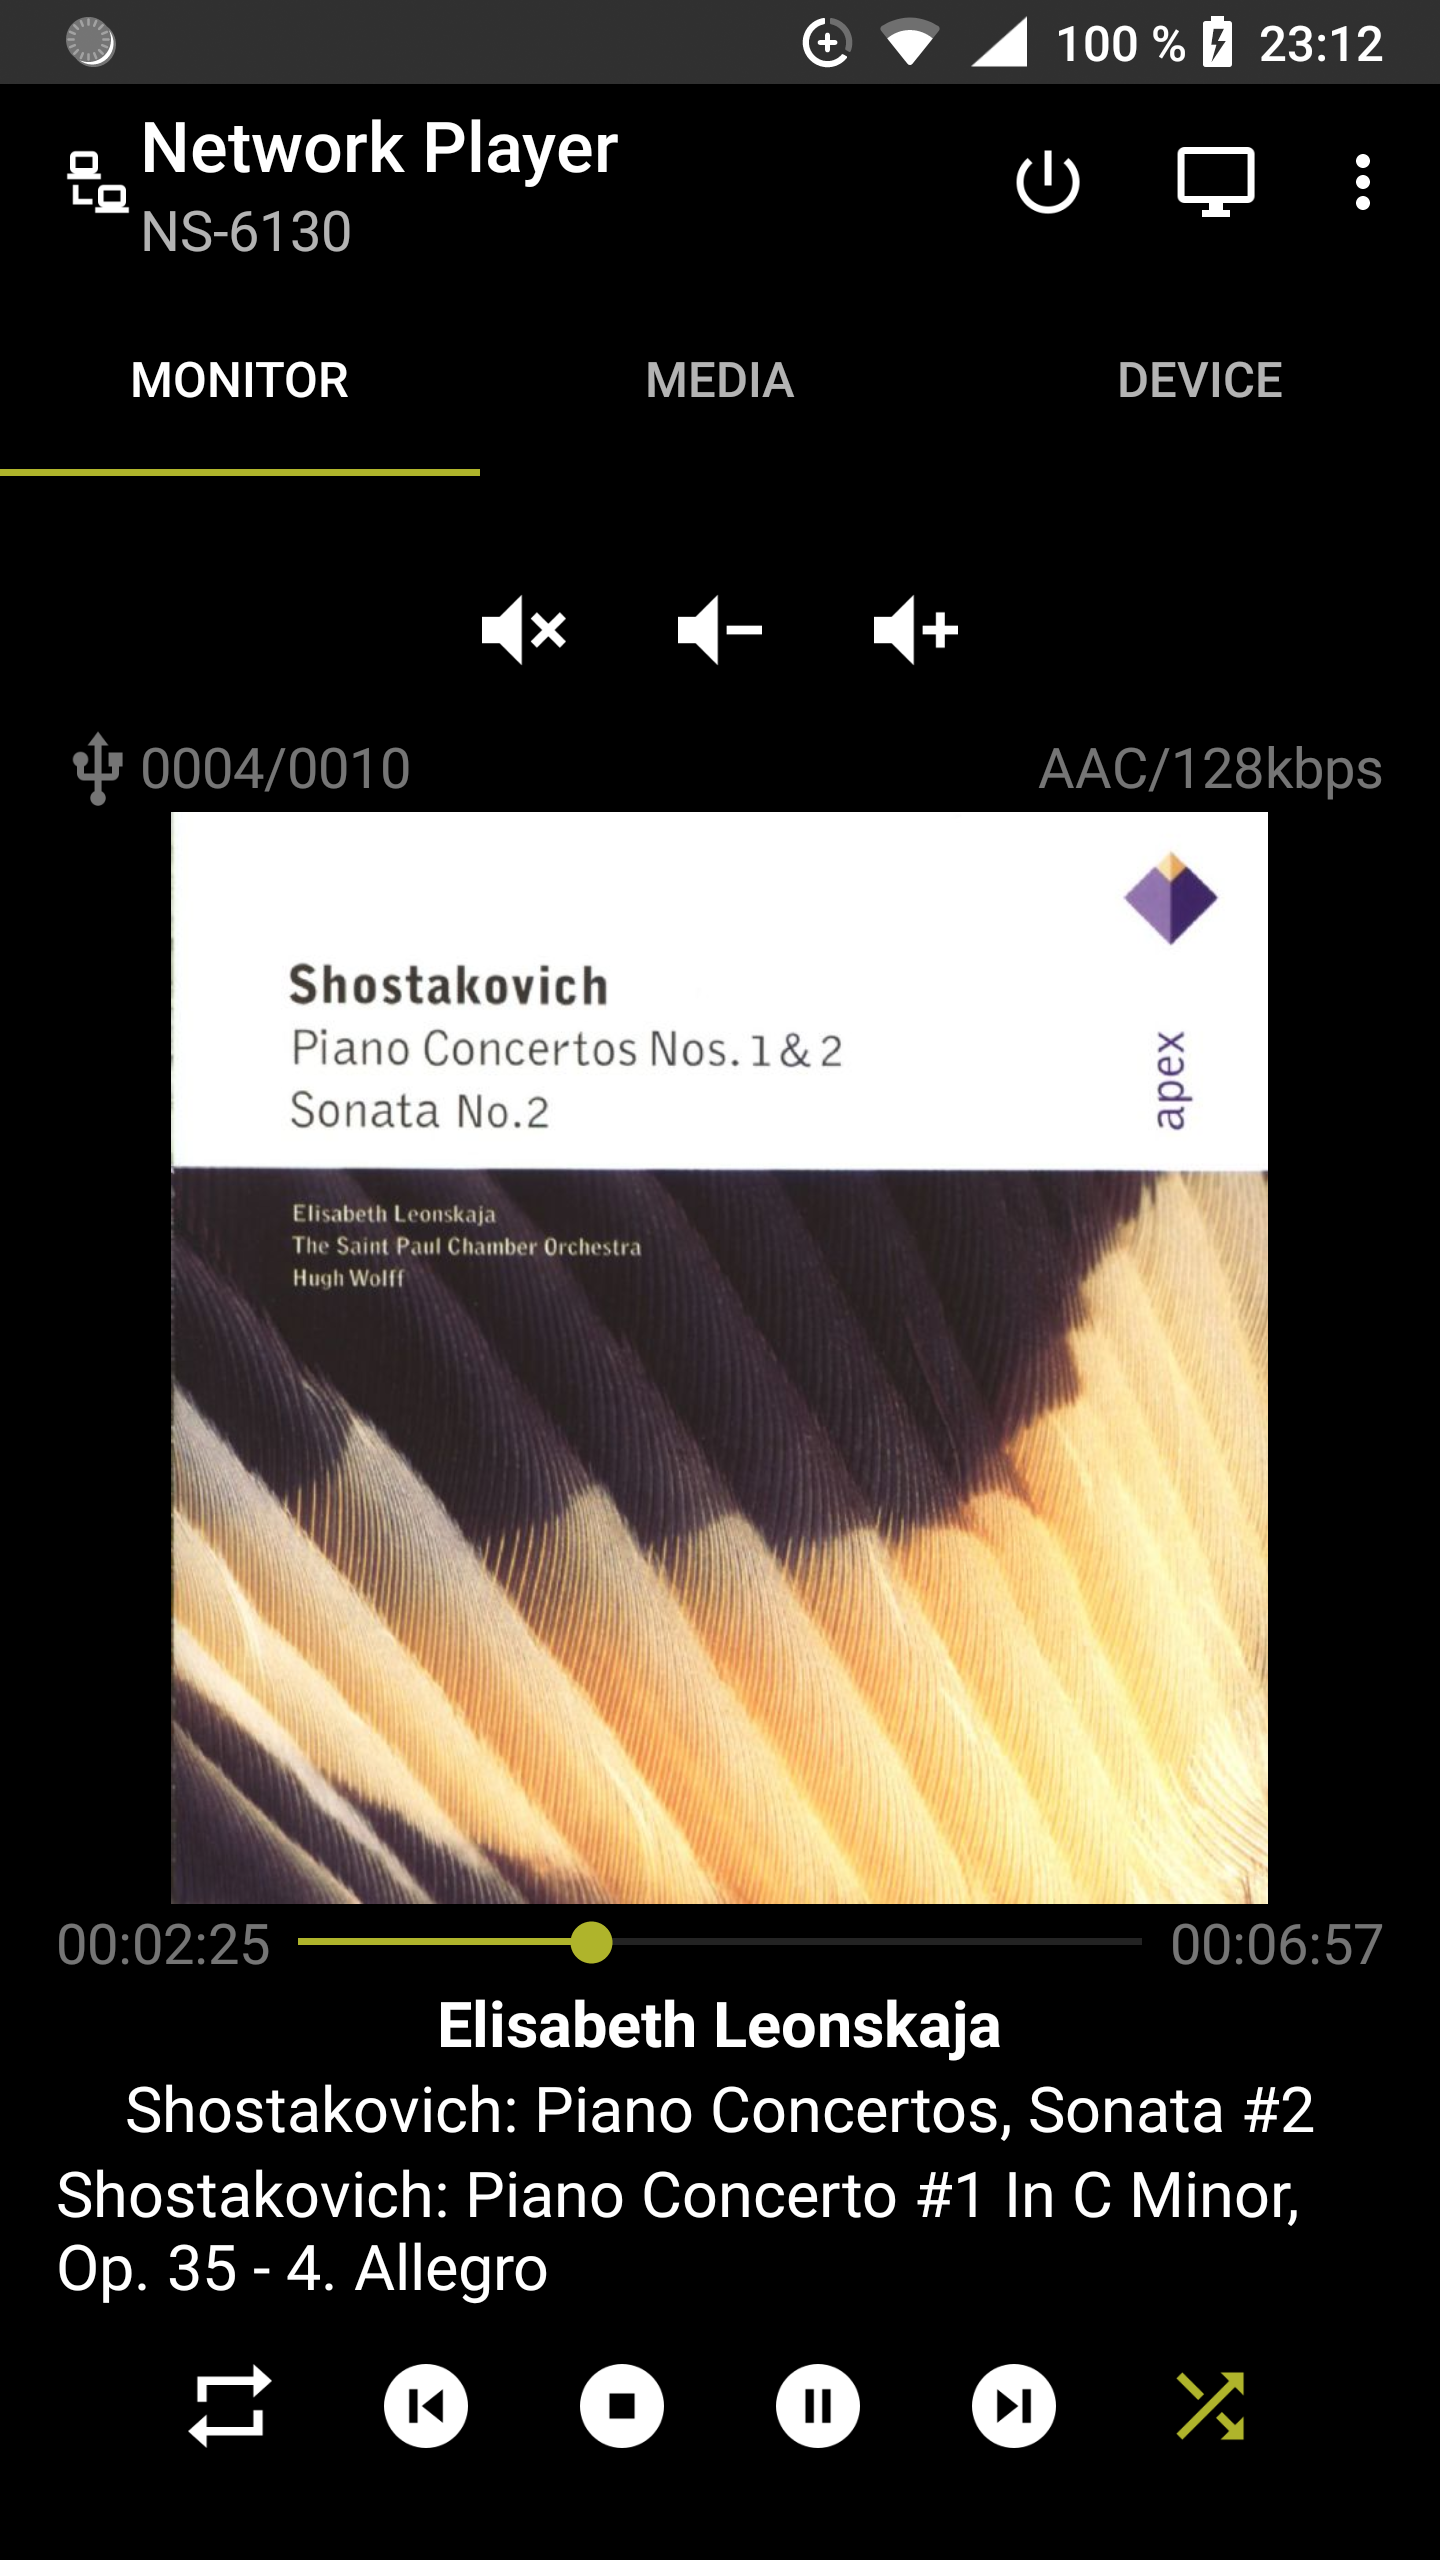 100 % 23:12
Network Player
NS-6130
MONITOR MEDIA DEVICE
0004/0010 AAC/128kbps
Shostakovich
Piano Concertos Nos. 1 & 2
Sonata No.2
apex
Elisabeth Leonskaja
The Saint Paul Chamber Orchestra
Hugh Wolff
00:02:25 00:06:57
Elisabeth Leonskaja
Shostakovich: Piano Concertos, Sonata #2
Shostakovich: Piano Concerto #1 In C Minor,
Op. 35 - 4. Allegro